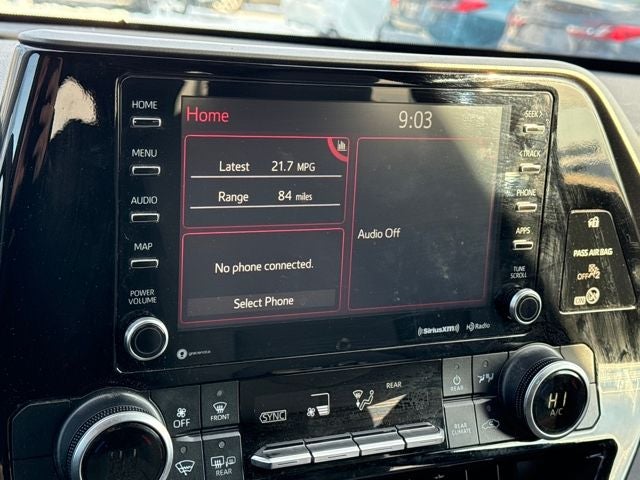 HOME
MENU
AUDIO
MAP
POWER
VOLUME
Home
9:03
Latest 21.7 MPG
Range 84 miles
No phone connected.
Select Phone
Audio Off
SEEK>
<TRACK
PHONE
APPS
TUNE
SCROLL
gracenote
SiriusXM
HD Radio
PASS AIR BAG
OFF
ON
OFF
FRONT
REAR
SYNC
REAR
REAR
REAR
CLIMATE
HI
A/C